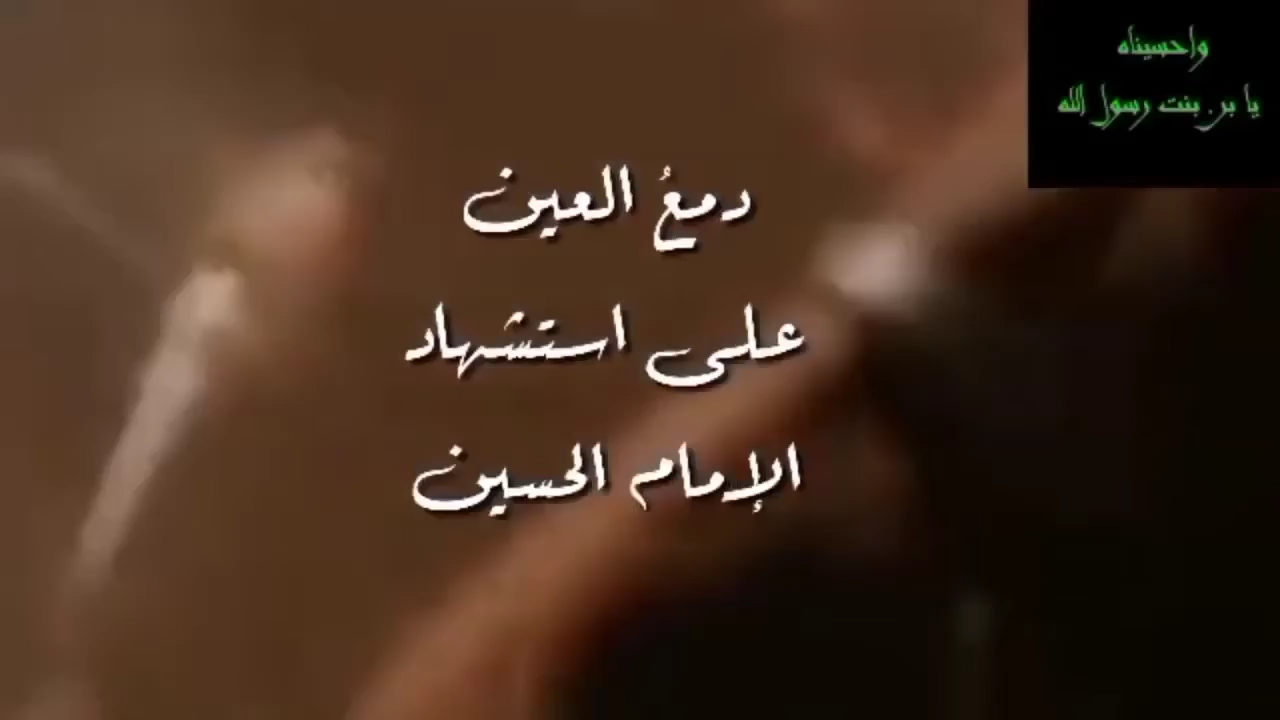 واحسيناه
يا بن بنت رسول الله
دمعُ العين
على استشهاد
الإمام الحسين